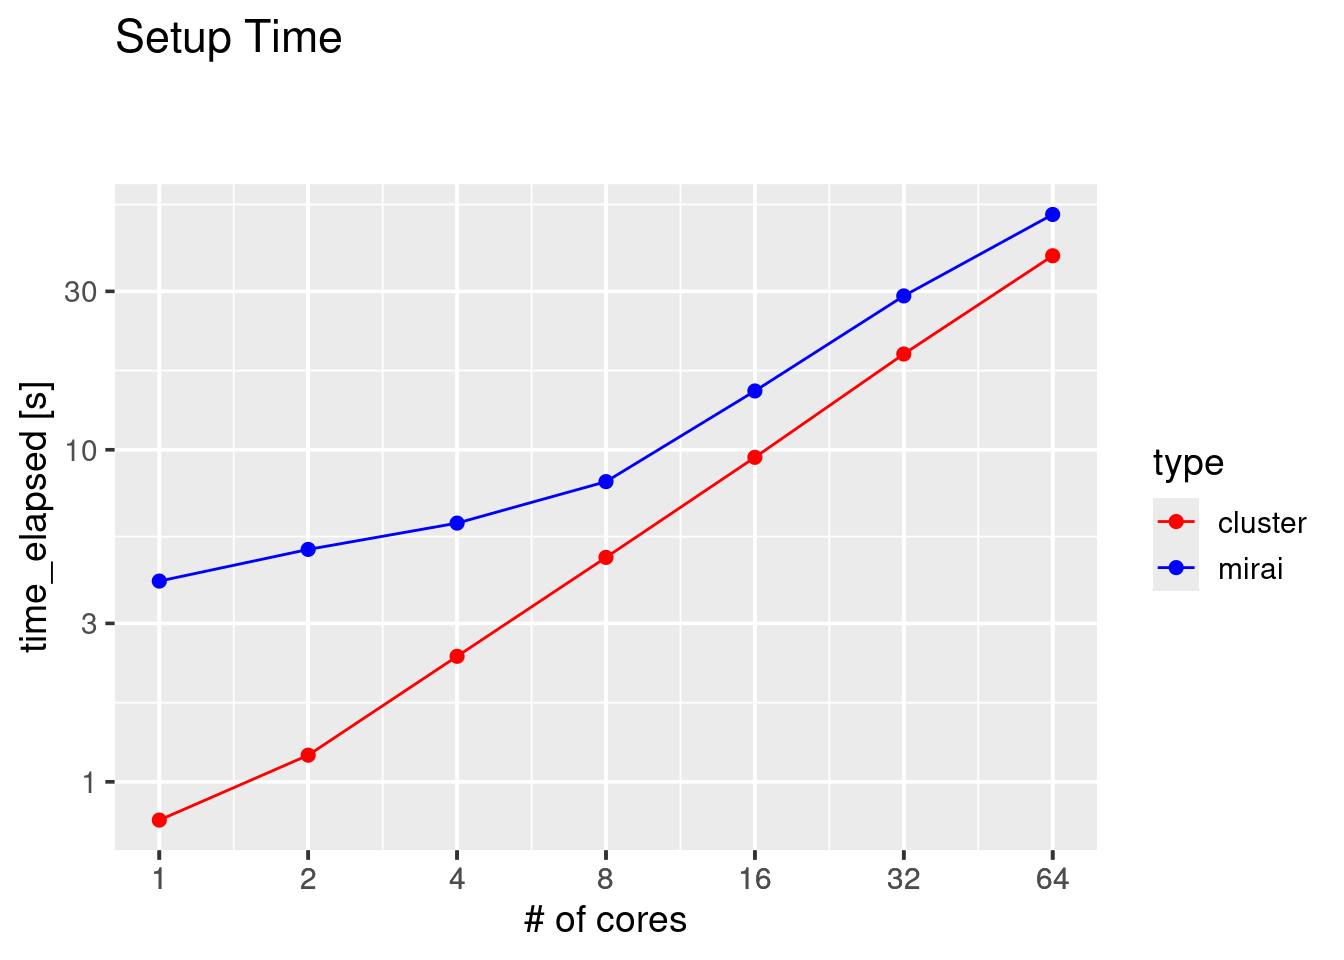 Setup Time
time_elapsed [s]
30
10
3
1
1 2 4 8 16 32 64
# of cores
type
cluster
mirai